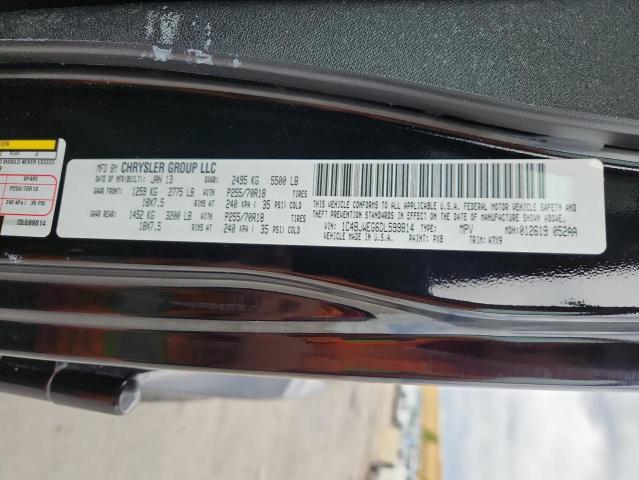 SPARE
P255/70R18
240 kPa ( 35 PSI
DL599814
MFD BY CHRYSLER GROUP LLC
DATE OF MFR/BUILT: JAN 13 GVWR: 2495 KG 5500 LB
GAWR FRONT: 1259 KG 2775 LB WITH P255/70R18 TIRES
18X7.5 RIMS AT 240 KPA ( 35 PSI) COLD
GAWR REAR: 1452 KG 3200 LB WITH P255/70R18 TIRES
18X7.5 RIMS AT 240 KPA ( 35 PSI) COLD
THIS VEHICLE CONFORMS TO ALL APPLICABLE U.S.A. FEDERAL MOTOR VEHICLE SAFETY AND
THEFT PREVENTION STANDARDS IN EFFECT ON THE DATE OF MANUFACTURE SHOWN ABOVE.
VIN: 1C4BJWEG6DL599814 TYPE: MPV MDH: 012619 052AA
VEHICLE MADE IN U.S.A. PAINT: PX8 TRIM: A7X9